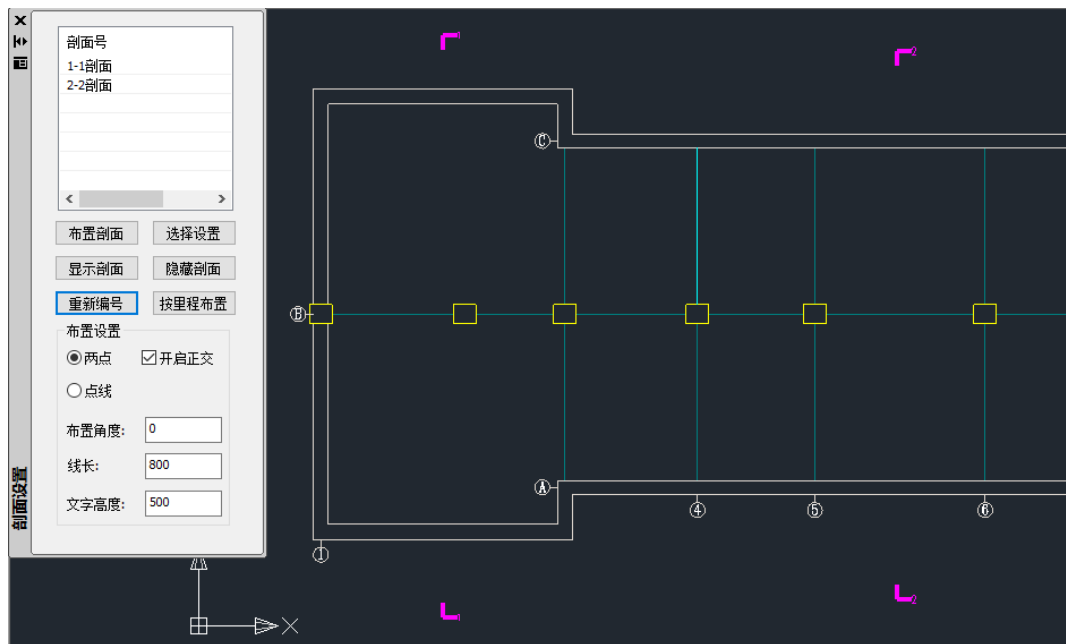 剖面号
1-1剖面
2-2剖面
布置剖面 选择设置
显示剖面 隐藏剖面
重新编号 按里程布置
布置设置
两点 开启正交
点线
布置角度: 0
线长: 800
文字高度: 500
剖面设置
1
2
C
B
A
4 5 6
1
1
2
X